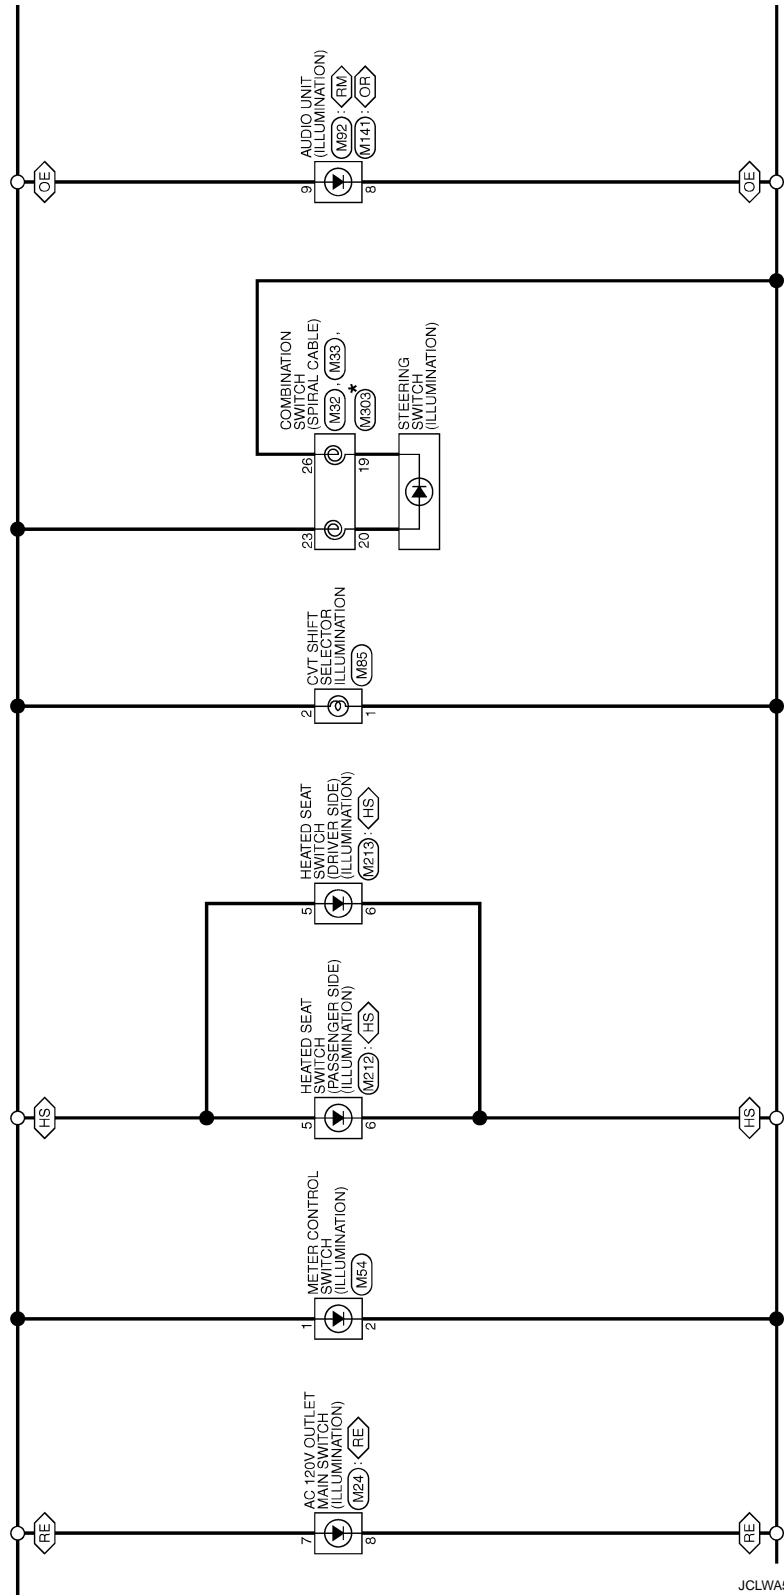 OE
AUDIO UNIT
(ILLUMINATION)
M92 : RM
M141 : OR
9
8
OE
COMBINATION
SWITCH
(SPIRAL CABLE)
M32 , M33 ,
*
M303
26
23
19
20
STEERING
SWITCH
(ILLUMINATION)
CVT SHIFT
SELECTOR
ILLUMINATION
M85
2
1
HEATED SEAT
SWITCH
(DRIVER SIDE)
(ILLUMINATION)
M213 : HS
5
6
HS
HEATED SEAT
SWITCH
(PASSENGER SIDE)
(ILLUMINATION)
M212 : HS
5
6
HS
METER CONTROL
SWITCH
(ILLUMINATION)
M54
1
2
RE
AC 120V OUTLET
MAIN SWITCH
(ILLUMINATION)
M24 : RE
7
8
RE